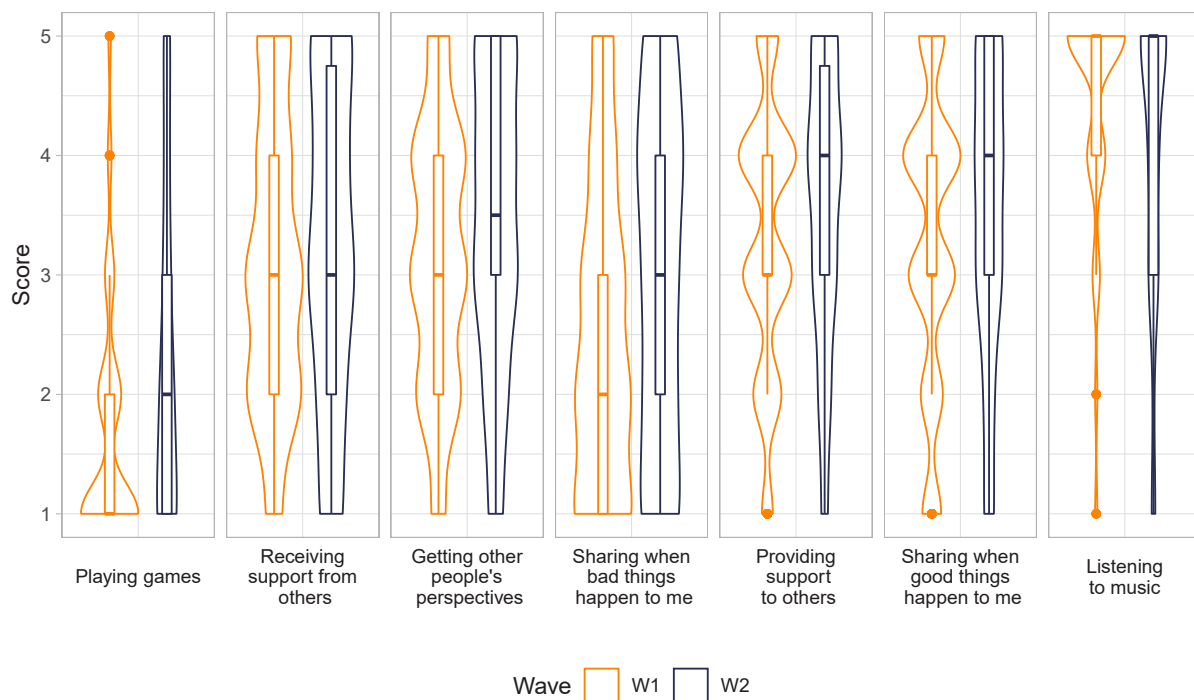 5
4
3
2
1
Score
Playing games
Receiving
support from
others
Getting other
people's
perspectives
Sharing when
bad things
happen to me
Providing
support
to others
Sharing when
good things
happen to me
Listening
to music
Wave W1 W2